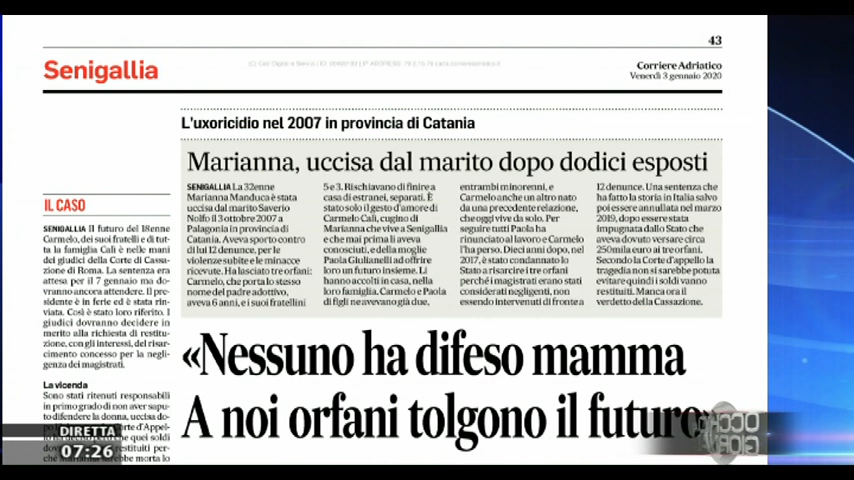 43
Senigallia
Corriere Adriatico
Venerdì 3 gennaio 2020
L'uxoricidio nel 2007 in provincia di Catania
Marianna, uccisa dal marito dopo dodici esposti
SENIGALLIA La 32enne
Marianna Manduca è stata
uccisa dal marito Saverio
Nolfo il 3 ottobre 2007 a
Palagonia in provincia di
Catania. Aveva sporto contro
di lui 12 denunce, per le
violenze subite e le minacce
ricevute. Ha lasciato tre orfani:
Carmelo, che porta lo stesso
nome del padre adottivo,
aveva 6 anni, e i suoi fratellini
5 e 3. Rischiavano di finire a
casa di estranei, separati. È
stato solo il gesto d'amore di
Carmelo Calì, cugino di
Marianna che vive a Senigallia
e che mai prima li aveva
conosciuti, e della moglie
Paola Giulianelli ad offrire
loro un futuro insieme. Li
hanno accolti in casa, nella
loro famiglia. Carmelo e Paola
di figli ne avevano già due,
entrambi minorenni, e
Carmelo anche un altro nato
da una precedente relazione,
che oggi vive da solo. Per
seguire tutti Paola ha
rinunciato al lavoro e Carmelo
l'ha perso. Dieci anni dopo, nel
2017, è stato condannato lo
Stato a risarcire i tre orfani
perché i magistrati erano stati
considerati negligenti, non
essendo intervenuti di fronte a
12 denunce. Una sentenza che
ha fatto la storia in Italia salvo
poi essere annullata nel marzo
2019, dopo essere stata
impugnata dallo Stato che
aveva dovuto versare circa
250mila euro ai tre orfani.
Secondo la Corte d'appello la
tragedia non si sarebbe potuta
evitare quindi i soldi vanno
restituiti. Manca ora il
verdetto della Cassazione.
IL CASO
SENIGALLIA Il futuro del 18enne
Carmelo, dei suoi fratelli e di tut-
ta la famiglia Calì è nelle mani
dei giudici della Corte di Cassa-
zione di Roma. La sentenza era
attesa per il 7 gennaio ma do-
vranno ancora attendere. Il pre-
sidente è in ferie ed è stata rin-
viata. Così è stato loro riferito. I
giudici dovranno decidere in
merito alla richiesta di restitu-
zione, con gli interessi, del risar-
cimento concesso per la negli-
genza dei magistrati.
La vicenda
Sono stati ritenuti responsabili
in primo grado di non aver sapu-
to difendere la donna, uccisa do-
«Nessuno ha difeso mamma
A noi orfani tolgono il futuro»
DIRETTA
07:26